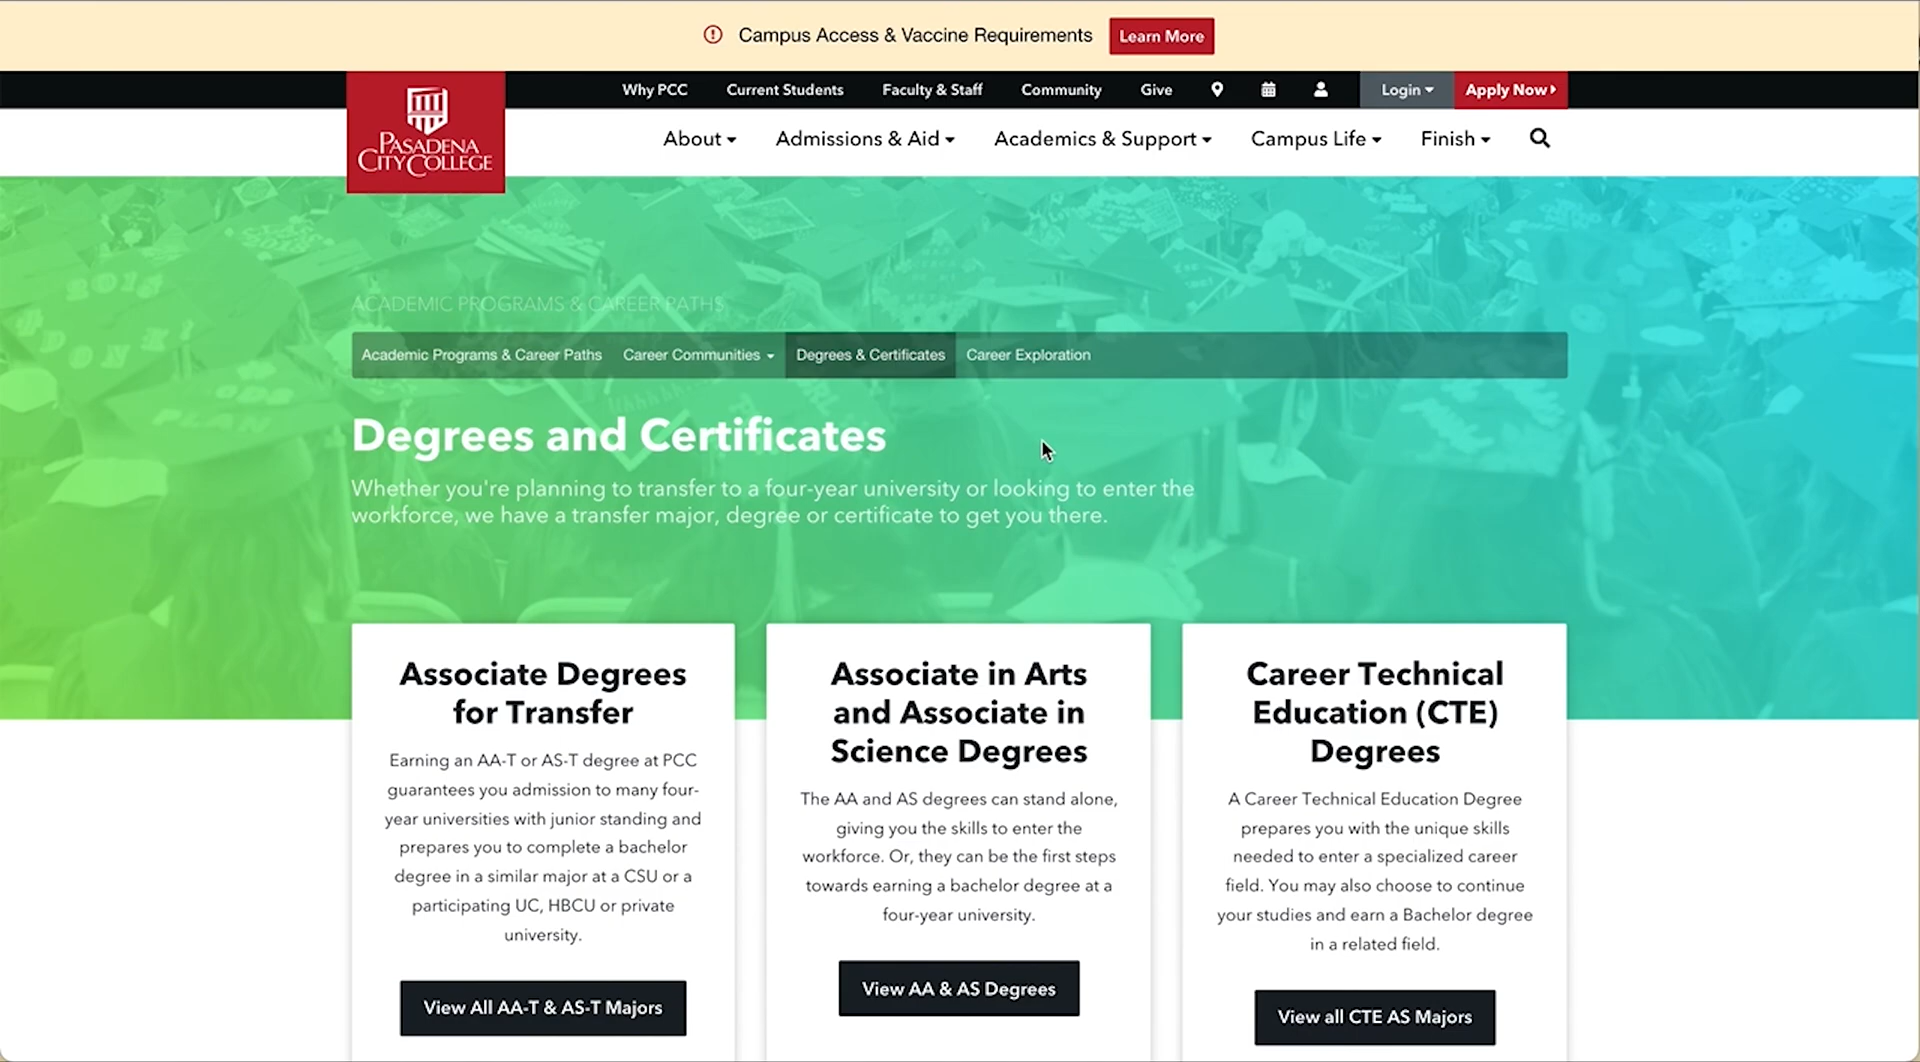 Campus Access & Vaccine Requirements
Learn More
Why PCC
Current Students
Faculty & Staff
Community
Give
Login
Apply Now
PASADENA
CITY COLLEGE
About
Admissions & Aid
Academics & Support
Campus Life
Finish
ACADEMIC PROGRAMS & CAREER PATHS
Academic Programs & Career Paths
Career Communities
Degrees & Certificates
Career Exploration
Degrees and Certificates
Whether you're planning to transfer to a four-year university or looking to enter the
workforce, we have a transfer major, degree or certificate to get you there.
Associate Degrees
for Transfer
Earning an AA-T or AS-T degree at PCC
guarantees you admission to many four-
year universities with junior standing and
prepares you to complete a bachelor
degree in a similar major at a CSU or a
participating UC, HBCU or private
university.
View All AA-T & AS-T Majors
Associate in Arts
and Associate in
Science Degrees
The AA and AS degrees can stand alone,
giving you the skills to enter the
workforce. Or, they can be the first steps
towards earning a bachelor degree at a
four-year university.
View AA & AS Degrees
Career Technical
Education (CTE)
Degrees
A Career Technical Education Degree
prepares you with the unique skills
needed to enter a specialized career
field. You may also choose to continue
your studies and earn a Bachelor degree
in a related field.
View all CTE AS Majors